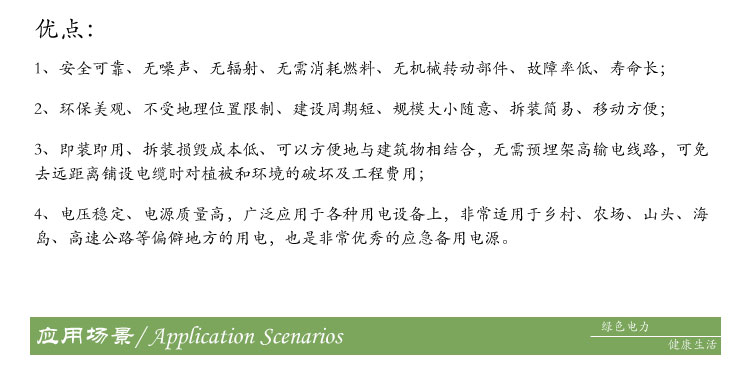 优点：
1、安全可靠、无噪声、无辐射、无需消耗燃料、无机械转动部件、故障率低、寿命长；
2、环保美观、不受地理位置限制、建设周期短、规模大小随意、拆装简易、移动方便；
3、即装即用、拆装损毁成本低、可以方便地与建筑物相结合，无需预埋架高输电线路，可免
去远距离铺设电缆时对植被和环境的破坏及工程费用；
4、电压稳定、电源质量高，广泛应用于各种用电设备上，非常适用于乡村、农场、山头、海
岛、高速公路等偏僻地方的用电，也是非常优秀的应急备用电源。
应用场景/Application Scenarios
绿色电力
健康生活